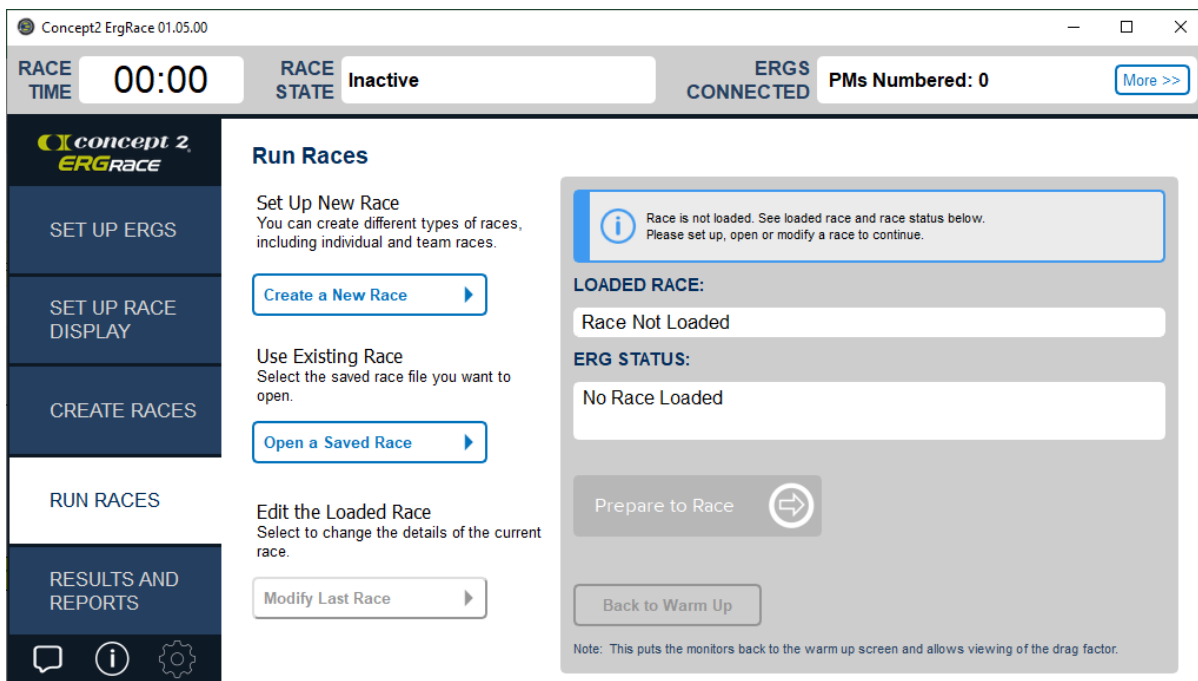 Concept2 ErgRace 01.05.00
RACE
TIME
00:00
RACE
STATE
Inactive
ERGS
CONNECTED
PMs Numbered: 0
More >>
concept 2
ERGRace
SET UP ERGS
SET UP RACE
DISPLAY
CREATE RACES
RUN RACES
RESULTS AND
REPORTS
Run Races
Set Up New Race
You can create different types of races,
including individual and team races.
Create a New Race
Use Existing Race
Select the saved race file you want to
open.
Open a Saved Race
Edit the Loaded Race
Select to change the details of the current
race.
Modify Last Race
Race is not loaded. See loaded race and race status below.
Please set up, open or modify a race to continue.
LOADED RACE:
Race Not Loaded
ERG STATUS:
No Race Loaded
Prepare to Race
Back to Warm Up
Note: This puts the monitors back to the warm up screen and allows viewing of the drag factor.